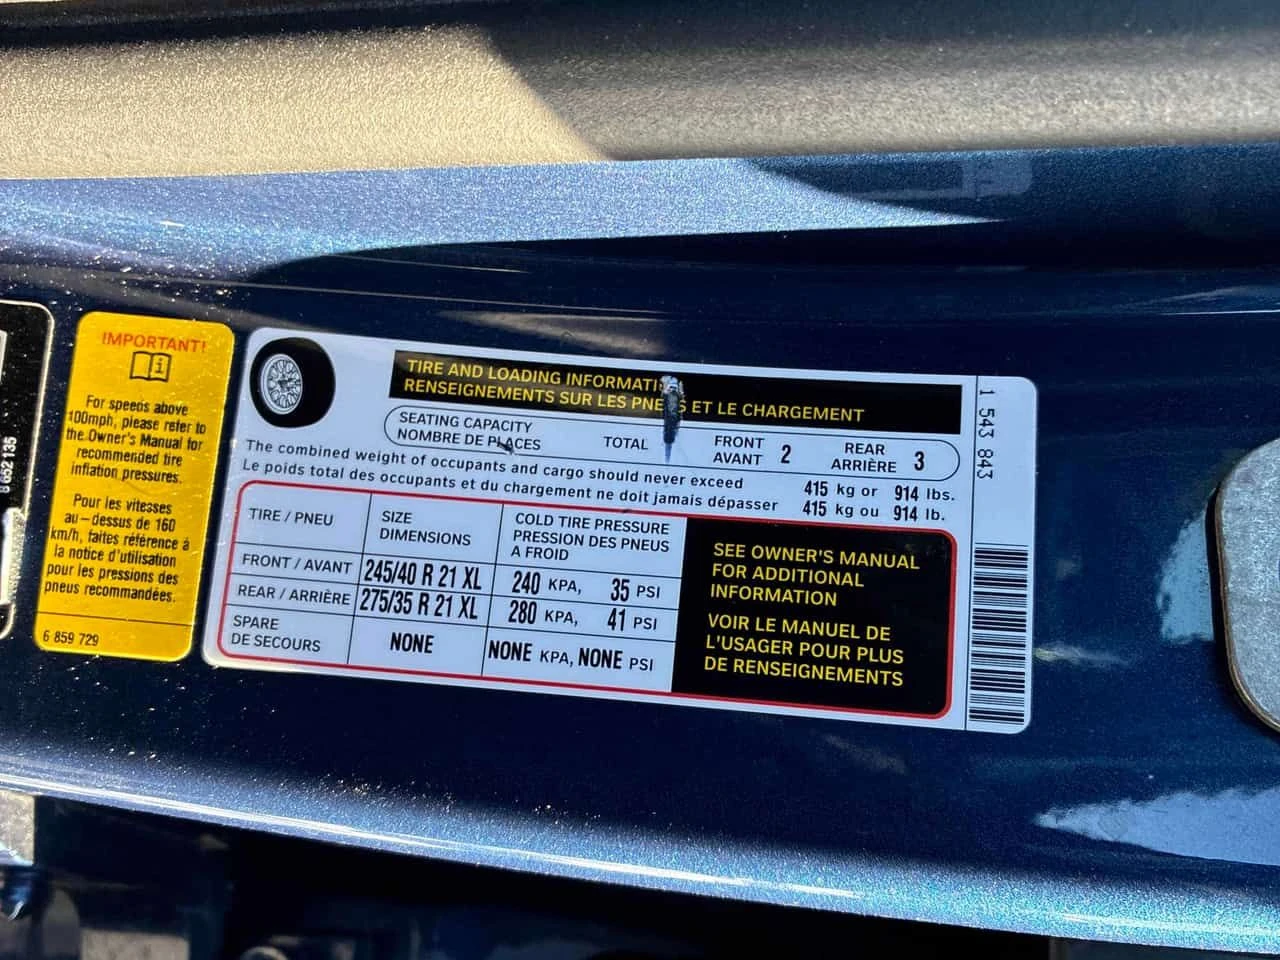 8 652 135
IMPORTANT!
For speeds above
100mph, please refer to
the Owner's Manual for
recommended tire
inflation pressures.
Pour les vitesses
au-dessus de 160
km/h, faites référence à
la notice d'utilisation
pour les pressions des
pneus recommandées.
6 859 729
TIRE AND LOADING INFORMATI
RENSEIGNEMENTS SUR LES PNEUS ET LE CHARGEMENT
SEATING CAPACITY
NOMBRE DE PLACES
TOTAL
FRONT
AVANT 2
REAR
ARRIÈRE 3
The combined weight of occupants and cargo should never exceed 415 kg or 914 lbs.
Le poids total des occupants et du chargement ne doit jamais dépasser 415 kg ou 914 lb.
TIRE / PNEU
SIZE
DIMENSIONS
COLD TIRE PRESSURE
PRESSION DES PNEUS
A FROID
FRONT / AVANT 245/40 R 21 XL 240 KPA, 35 PSI
REAR / ARRIÈRE 275/35 R 21 XL 280 KPA, 41 PSI
SPARE
DE SECOURS
NONE
NONE KPA, NONE PSI
SEE OWNER'S MANUAL
FOR ADDITIONAL
INFORMATION
VOIR LE MANUEL DE
L'USAGER POUR PLUS
DE RENSEIGNEMENTS
1 543 843